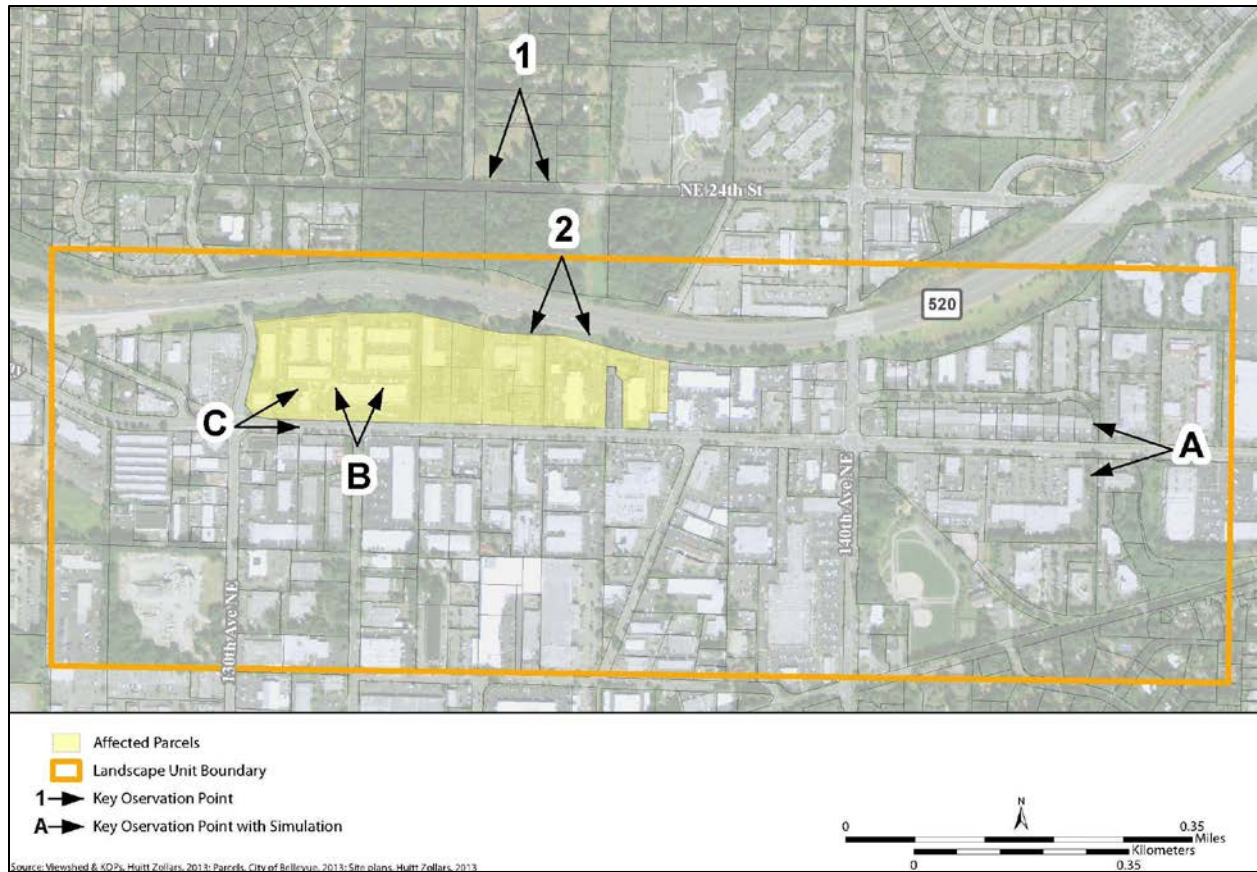 1
NE 24th St
2
520
C
B
A
130th Ave NE
140th Ave NE
Affected Parcels
Landscape Unit Boundary
1 Key Oservation Point
A Key Oservation Point with Simulation
N
0 0.35
Miles
Kilometers
0 0.35
Source: Viewshed & KOPs, Huitt Zollars, 2013; Parcels, City of Bellevue, 2013; Site plans, Huitt Zollars, 2013